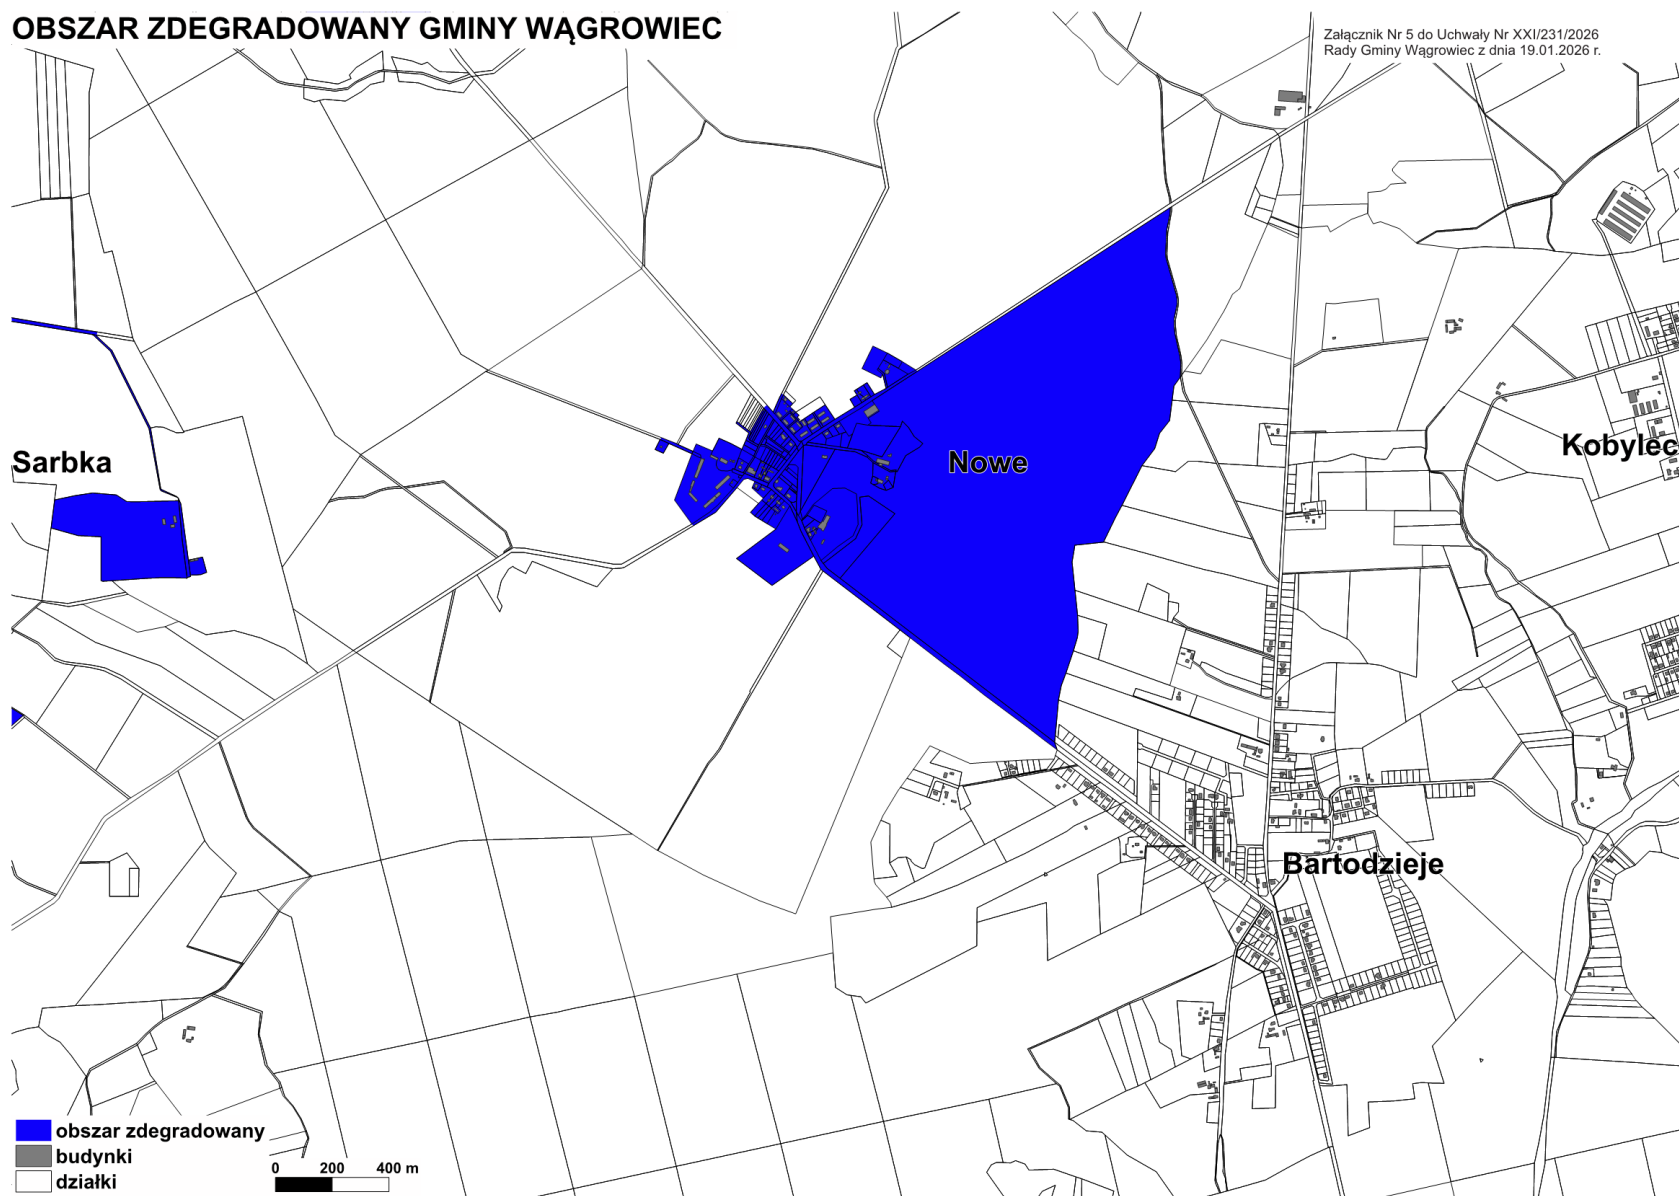 OBSZAR ZDEGRADOWANY GMINY WĄGROWIEC
Załącznik Nr 5 do Uchwały Nr XXI/231/2026
Rady Gminy Wągrowiec z dnia 19.01.2026 r.
Kobylec
Sarbka
Nowe
Bartodzieje
obszar zdegradowany
budynki
działki
0 200 400 m